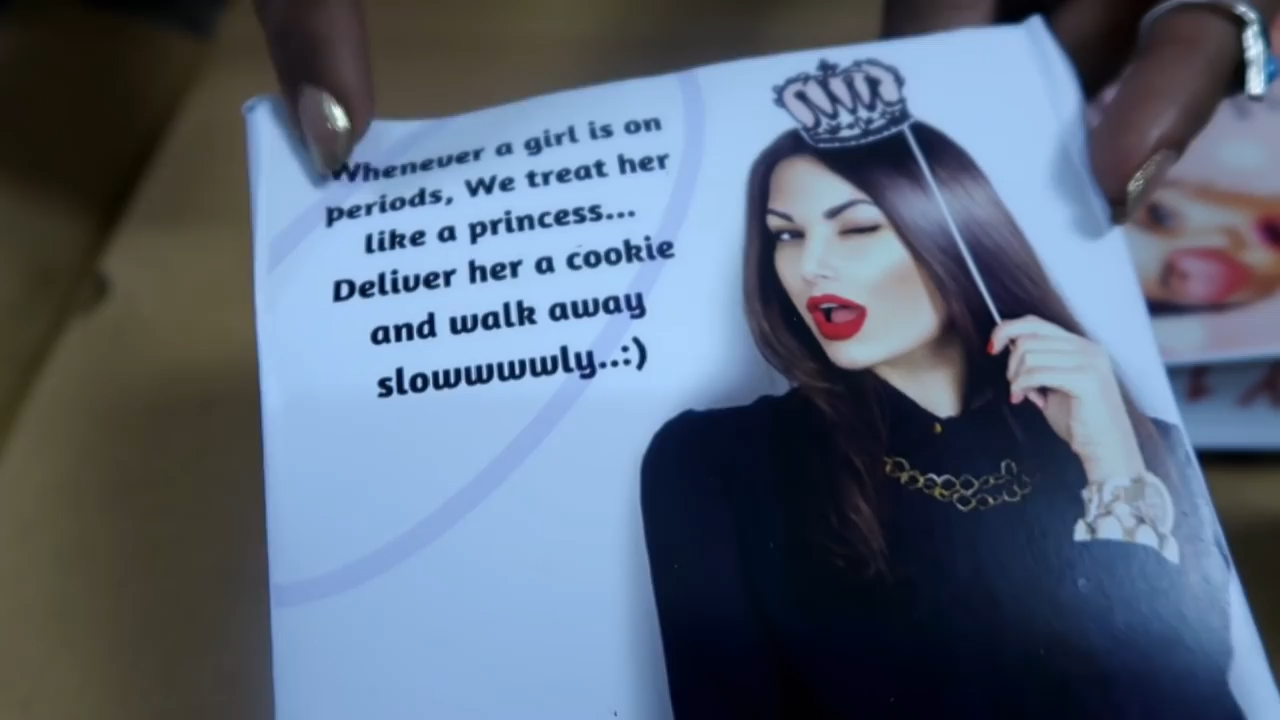 Whenever a girl is on
periods, We treat her
like a princess...
Deliver her a cookie
and walk away
slowwwwly..:)